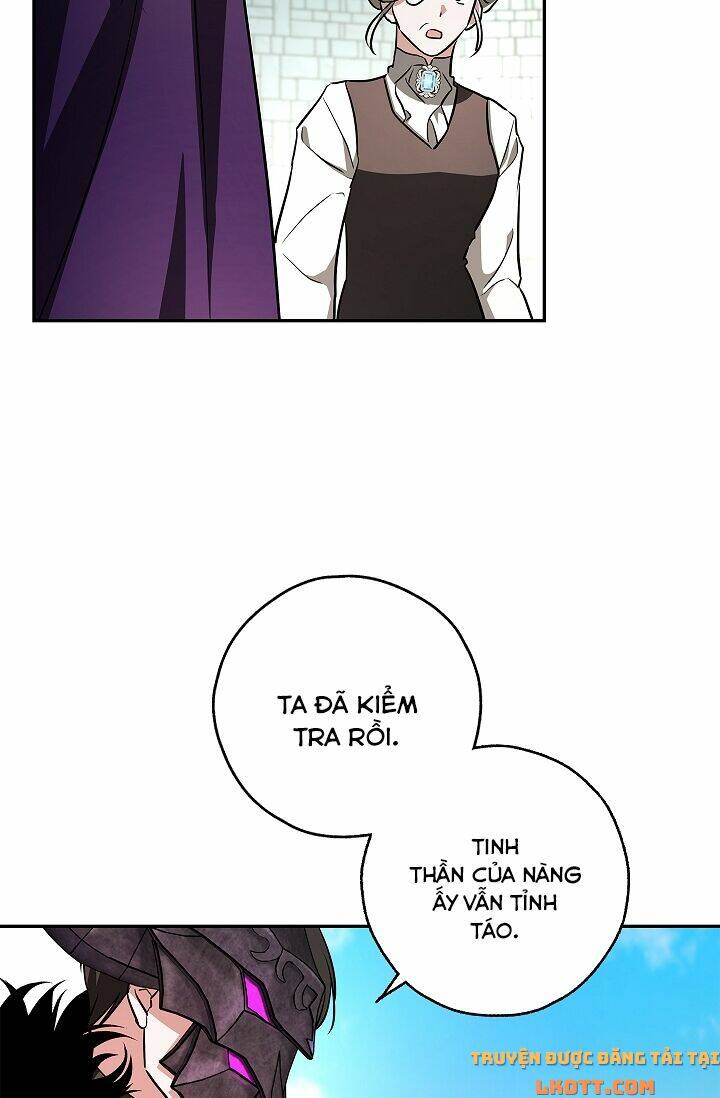 TA ĐÃ KIỂM
TRA RỒI.
TINH
THẦN CỦA NÀNG
ẤY VẪN TỈNH
TÁO.
TRUYỆN ĐƯỢC ĐĂNG TẢI TẠI
LKDTT.COM